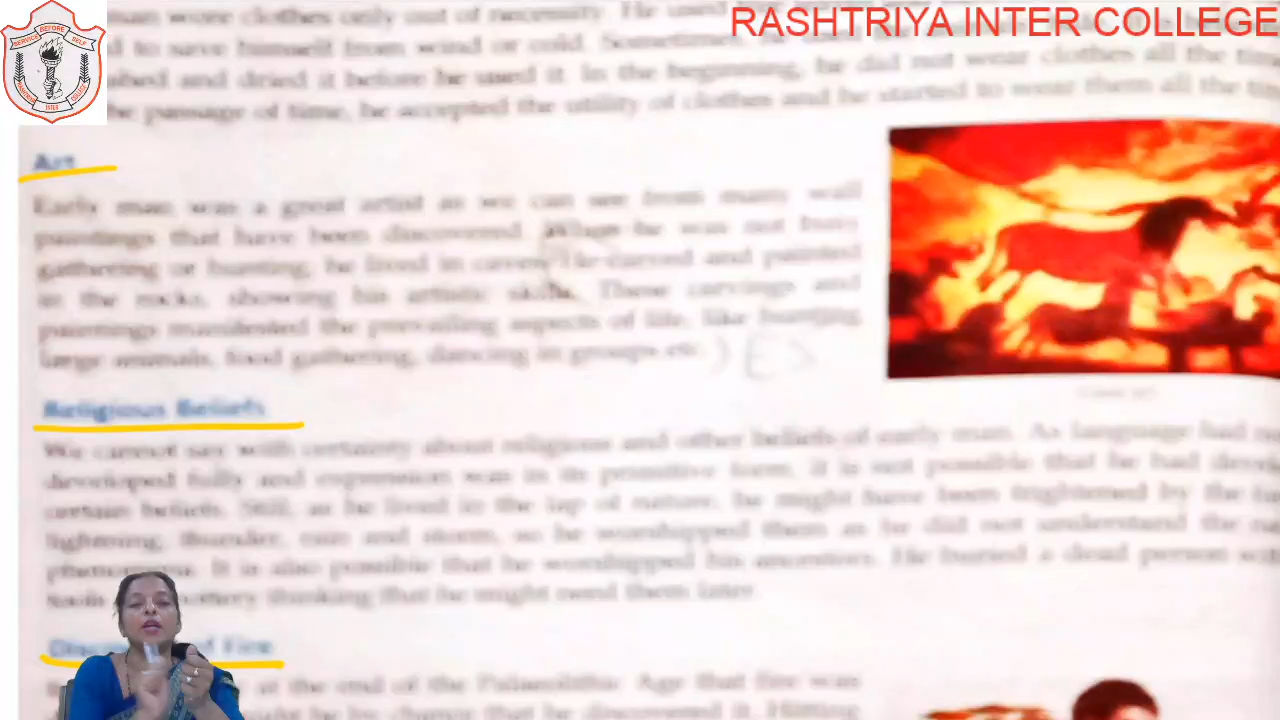 RASHTRIYA INTER COLLEGE
SERVICE BEFORE SELF
man wore clothes only out of necessity. He used
to save himself from wind or cold. Sometimes,
and dried it before he used it. In the beginning, he did not wear clothes all the
the passage of time, he accepted the utility of clothes and he started to wear them all the
Art
Early man was a great artist as we can see from many wall
paintings that have been discovered. When he was not busy
gathering or hunting, he lived in caves. He carved and painted
in the rocks, showing his artistic skills. These carvings and
paintings manifested the prevailing aspects of life, like hunting
large animals, food gathering, dancing in groups etc.
Religious Beliefs
We cannot say with certainty about religious and other beliefs of early man. As language had
developed fully and expression was in its primitive form, it is not possible that he had
certain beliefs. Still, as he lived in the lap of nature, he might have been frightened by the
lightning, thunder, rain and storm, so he worshipped them as he did not understand the
phenomena. It is also possible that he worshipped his ancestors. He buried a dead person
tools pottery thinking that he might need them later.
Fire
at the end of the Palaeolithic Age that fire was
be by chance that he discovered it. Hitting